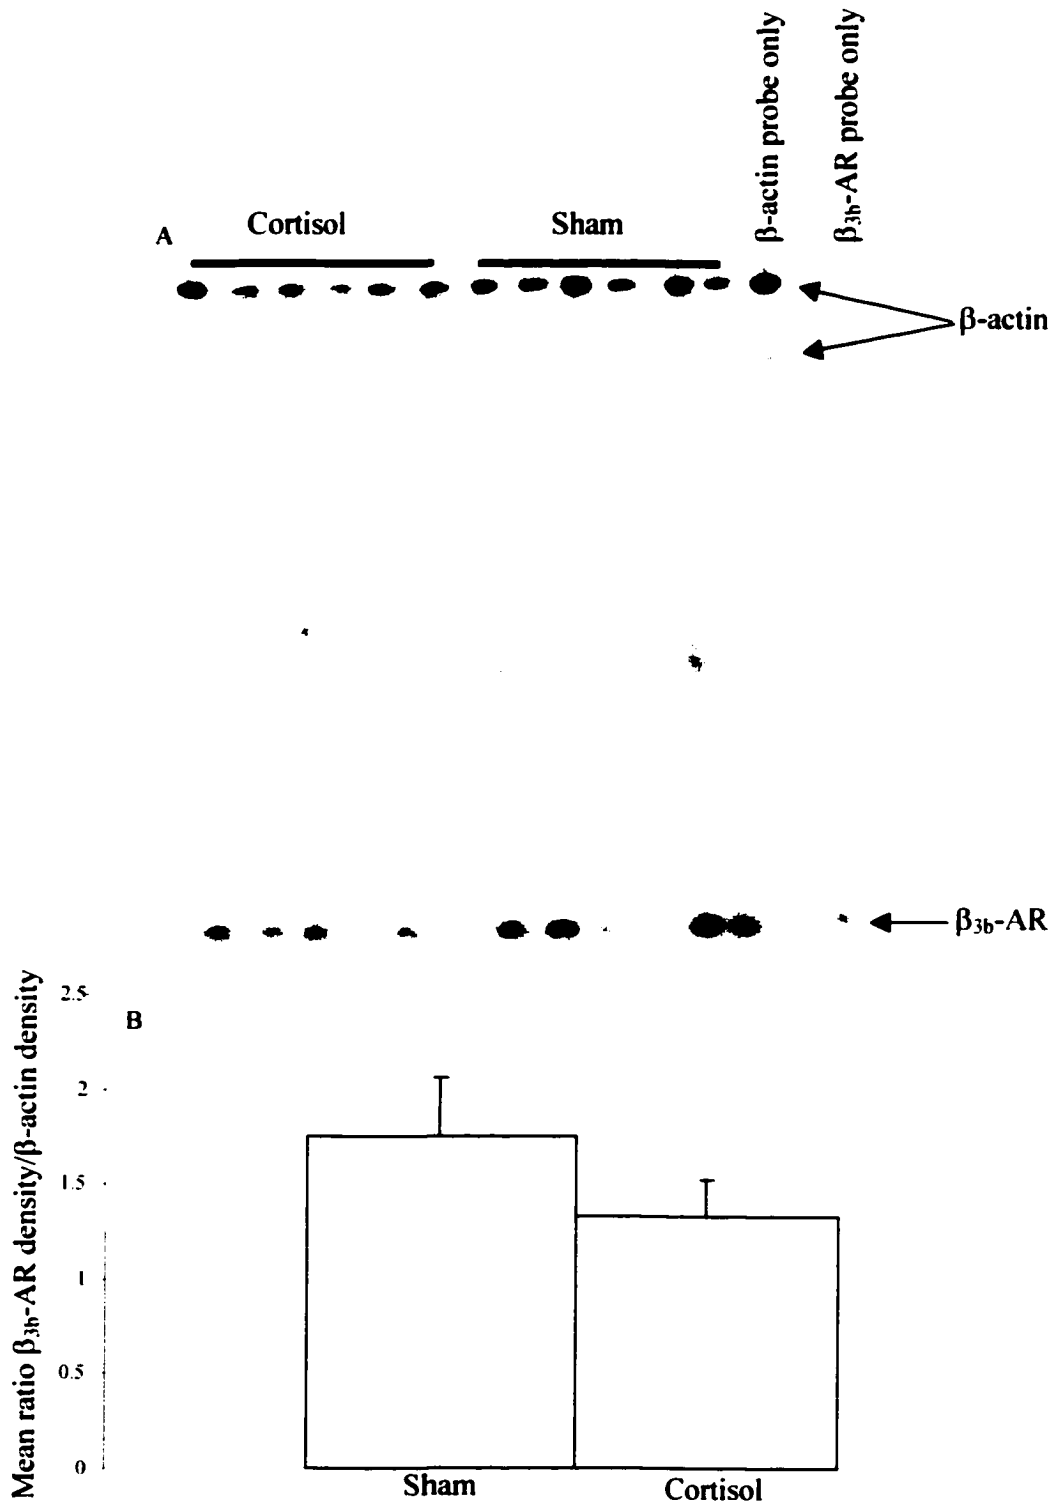 β-actin probe only
β3b-AR probe only
A
Cortisol
Sham
β-actin
β3b-AR
Mean ratio β3b-AR density/β-actin density
B
2.5
2
1.5
1
0.5
0
Sham
Cortisol